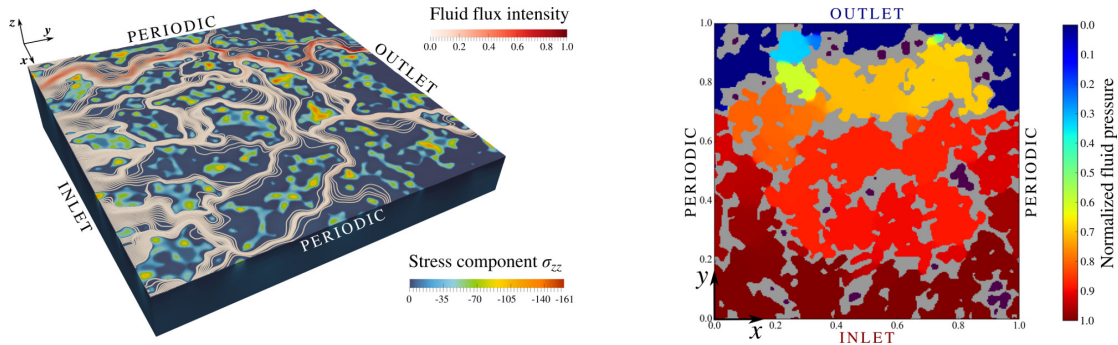 z
y
x
PERIODIC
Fluid flux intensity
0.0 0.2 0.4 0.6 0.8 1.0
OUTLET
INLET
PERIODIC
Stress component σzz
0 -35 -70 -105 -140 -161
OUTLET
1.0
0.8
0.6
0.4
0.2
0.0
PERIODIC
y
x
0.0 0.2 0.4 0.6 0.8 1.0
INLET
PERIODIC
0.0
0.1
0.2
0.3
0.4
0.5
0.6
0.7
0.8
0.9
1.0
Normalized fluid pressure